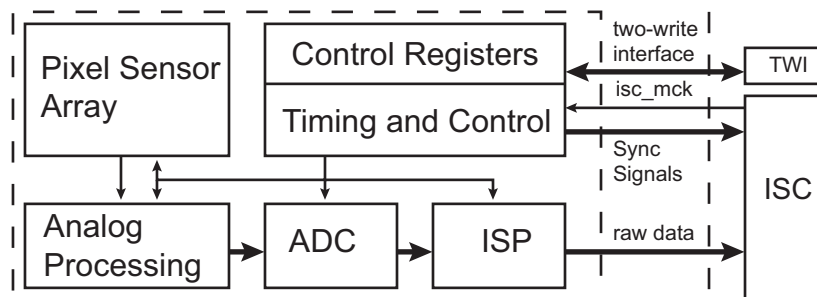 Pixel Sensor
Array
Control Registers
Timing and Control
two-write
interface
TWI
isc_mck
Sync
Signals
ISC
Analog
Processing
ADC
ISP
raw data